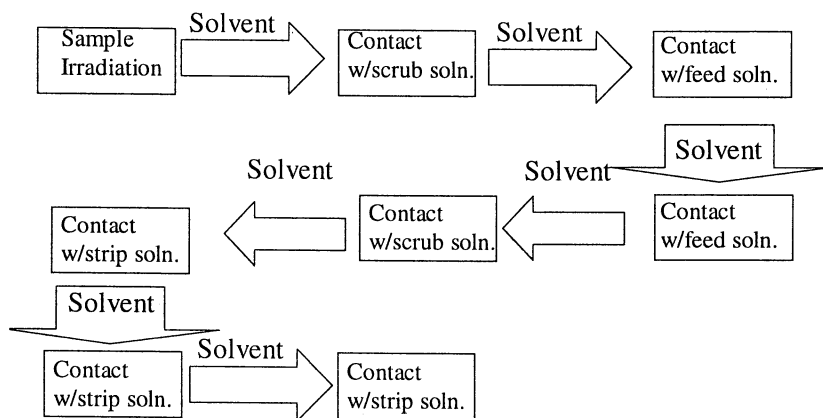 Sample
Irradiation
Solvent
Contact
w/scrub soln.
Solvent
Contact
w/feed soln.
Solvent
Contact
w/feed soln.
Solvent
Contact
w/scrub soln.
Solvent
Contact
w/strip soln.
Solvent
Contact
w/strip soln.
Solvent
Contact
w/strip soln.